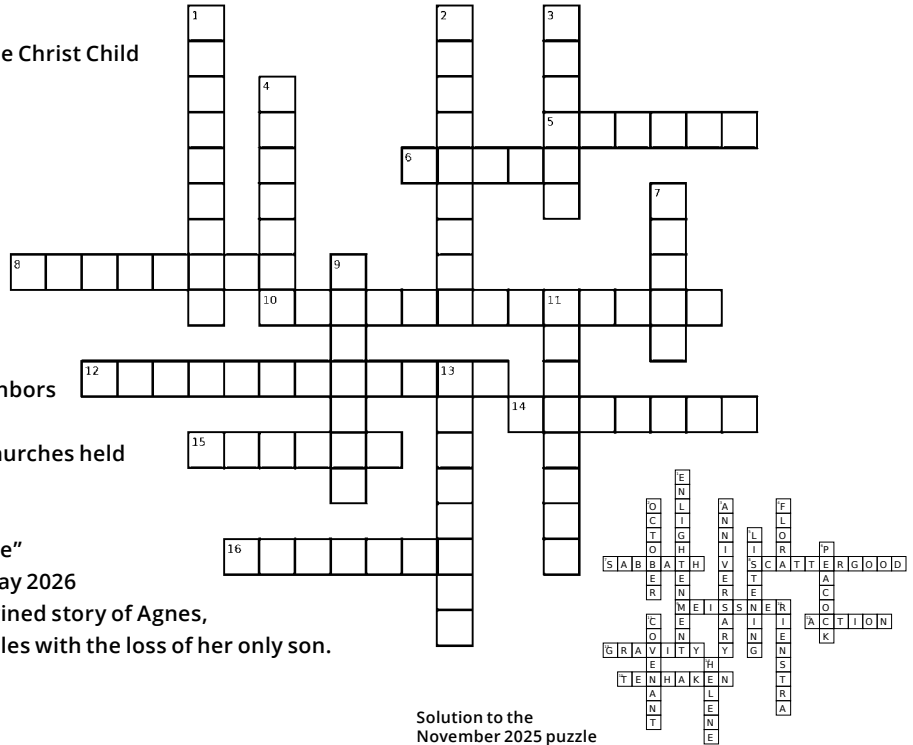 1 2 3
e Christ Child
4
5
6
7
8 9
10 11
12 13
nbors
14
15
hurches held
16
e”
ay 2026
ined story of Agnes,
les with the loss of her only son.
ENLIGHTENMENT
OCTOBER
ANNIVERSARY
FLORA
LISTENING
PEACOCK
SABBATH
SCATTERGOOD
MEISSNER
RIENSTRA
COVENANT
ACTION
GRAVITY
HELENE
TENHAKEN
Solution to the
November 2025 puzzle